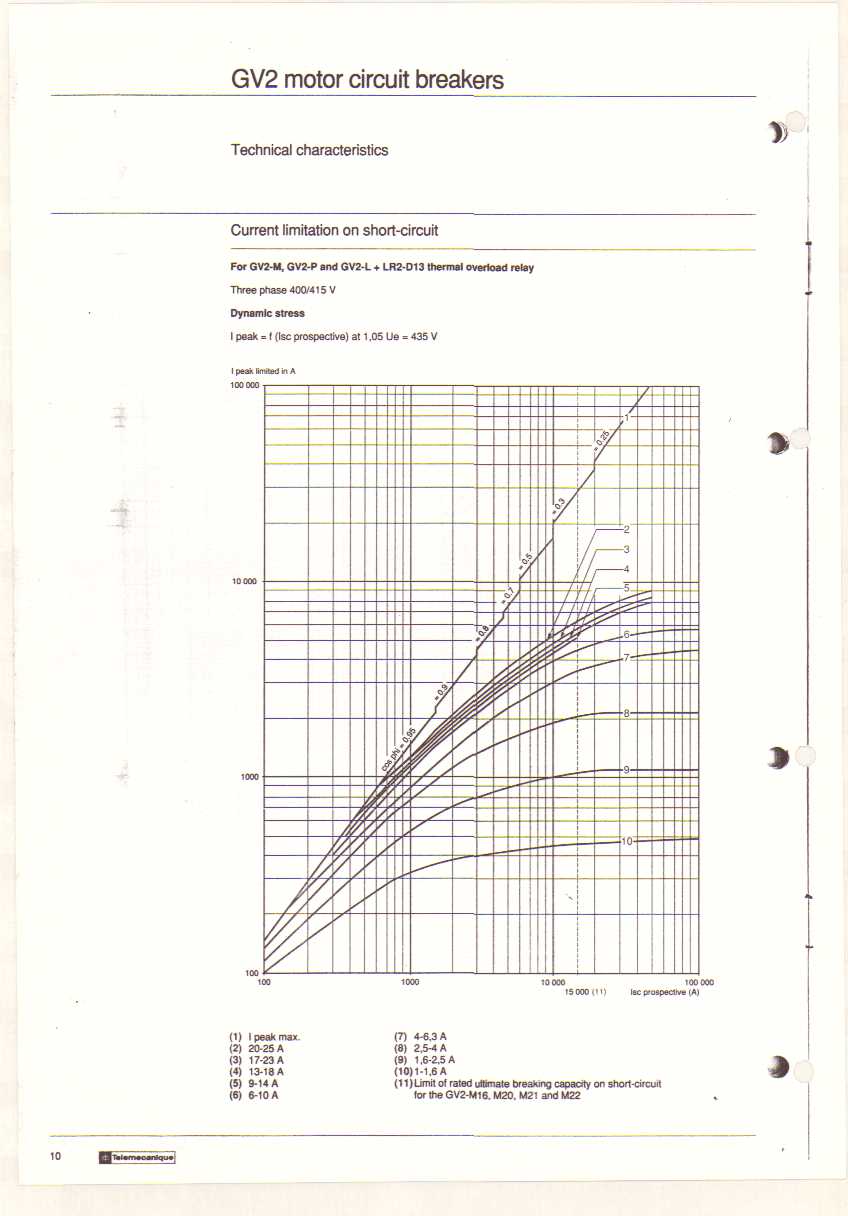 GV2 motor circuit breakers
Technical characteristics
Current limitation on short-circuit
For GV2-M, GV2-P and GV2-L + LR2-D13 thermal overload relay
Three phase 400/415 V
Dynamic stress
I peak = f (Isc prospective) at 1,05 Ue = 435 V
I peak limited in A
100 000
1
= 0,25
= 0,3
2
= 0,5
3
4
10 000
5
= 0,7
= 0,8
6
7
= 0,9
8
cos phi = 0,95
9
1000
10
100
100
1000
10 000
100 000
15 000 (11)
Isc prospective (A)
(1) I peak max.
(2) 20-25 A
(3) 17-23 A
(4) 13-18 A
(5) 9-14 A
(6) 6-10 A
(7) 4-6,3 A
(8) 2,5-4 A
(9) 1,6-2,5 A
(10) 1-1,6 A
(11) Limit of rated ultimate breaking capacity on short-circuit
for the GV2-M16, M20, M21 and M22
10
Telemecanique